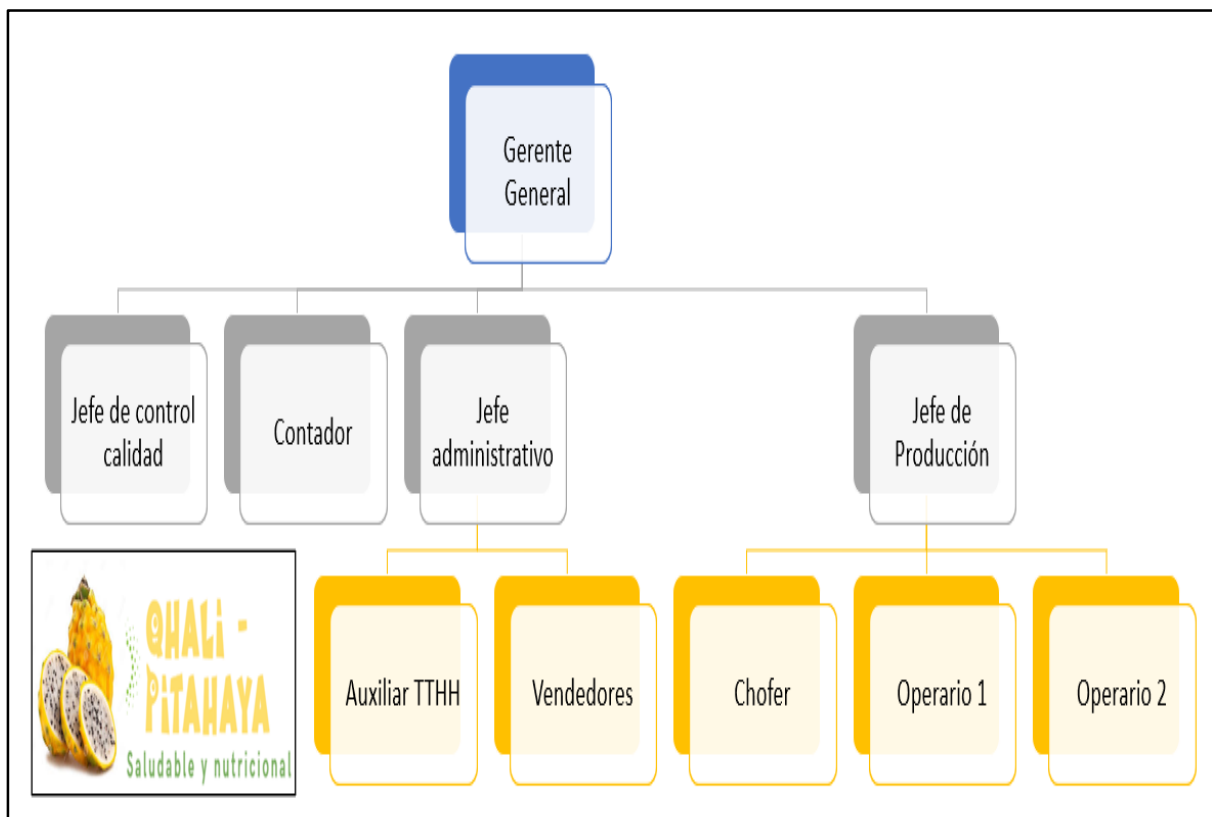 Gerente
General
Jefe de control
calidad
Contador
Jefe
administrativo
Jefe de
Producción
QHALI -
PiTAHAYA
Saludable y nutricional
Auxiliar TTHH
Vendedores
Chofer
Operario 1
Operario 2